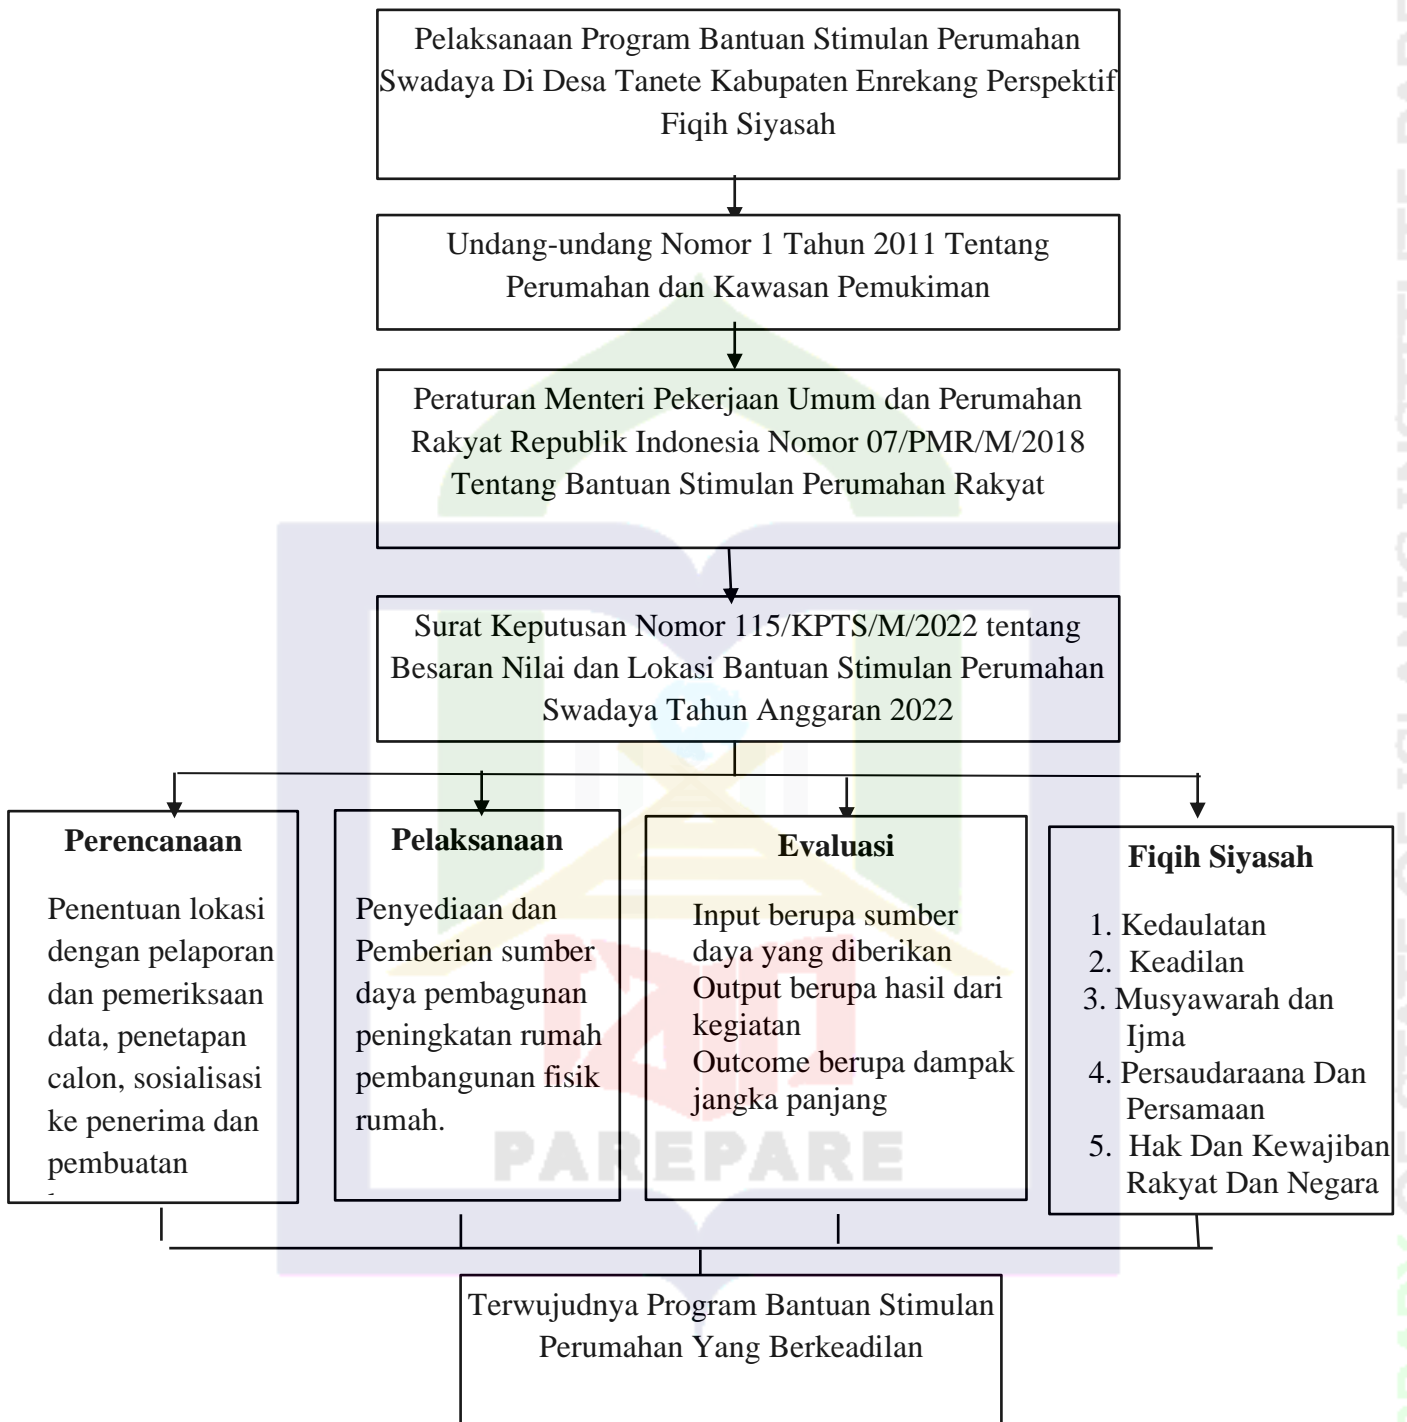 Pelaksanaan Program Bantuan Stimulan Perumahan
Swadaya Di Desa Tanete Kabupaten Enrekang Perspektif
Fiqih Siyasah
Undang-undang Nomor 1 Tahun 2011 Tentang
Perumahan dan Kawasan Pemukiman
Peraturan Menteri Pekerjaan Umum dan Perumahan
Rakyat Republik Indonesia Nomor 07/PMR/M/2018
Tentang Bantuan Stimulan Perumahan Rakyat
Surat Keputusan Nomor 115/KPTS/M/2022 tentang
Besaran Nilai dan Lokasi Bantuan Stimulan Perumahan
Swadaya Tahun Anggaran 2022
Perencanaan
Penentuan lokasi
dengan pelaporan
dan pemeriksaan
data, penetapan
calon, sosialisasi
ke penerima dan
pembuatan
Pelaksanaan
Penyediaan dan
Pemberian sumber
daya pembagunan
peningkatan rumah
pembangunan fisik
rumah.
Evaluasi
Input berupa sumber
daya yang diberikan
Output berupa hasil dari
kegiatan
Outcome berupa dampak
jangka panjang
Fiqih Siyasah
1. Kedaulatan
2. Keadilan
3. Musyawarah dan
Ijma
4. Persaudaraana Dan
Persamaan
5. Hak Dan Kewajiban
Rakyat Dan Negara
PAREPARE
Terwujudnya Program Bantuan Stimulan
Perumahan Yang Berkeadilan
OF STATE OF ISLAMIC INSTITUTE